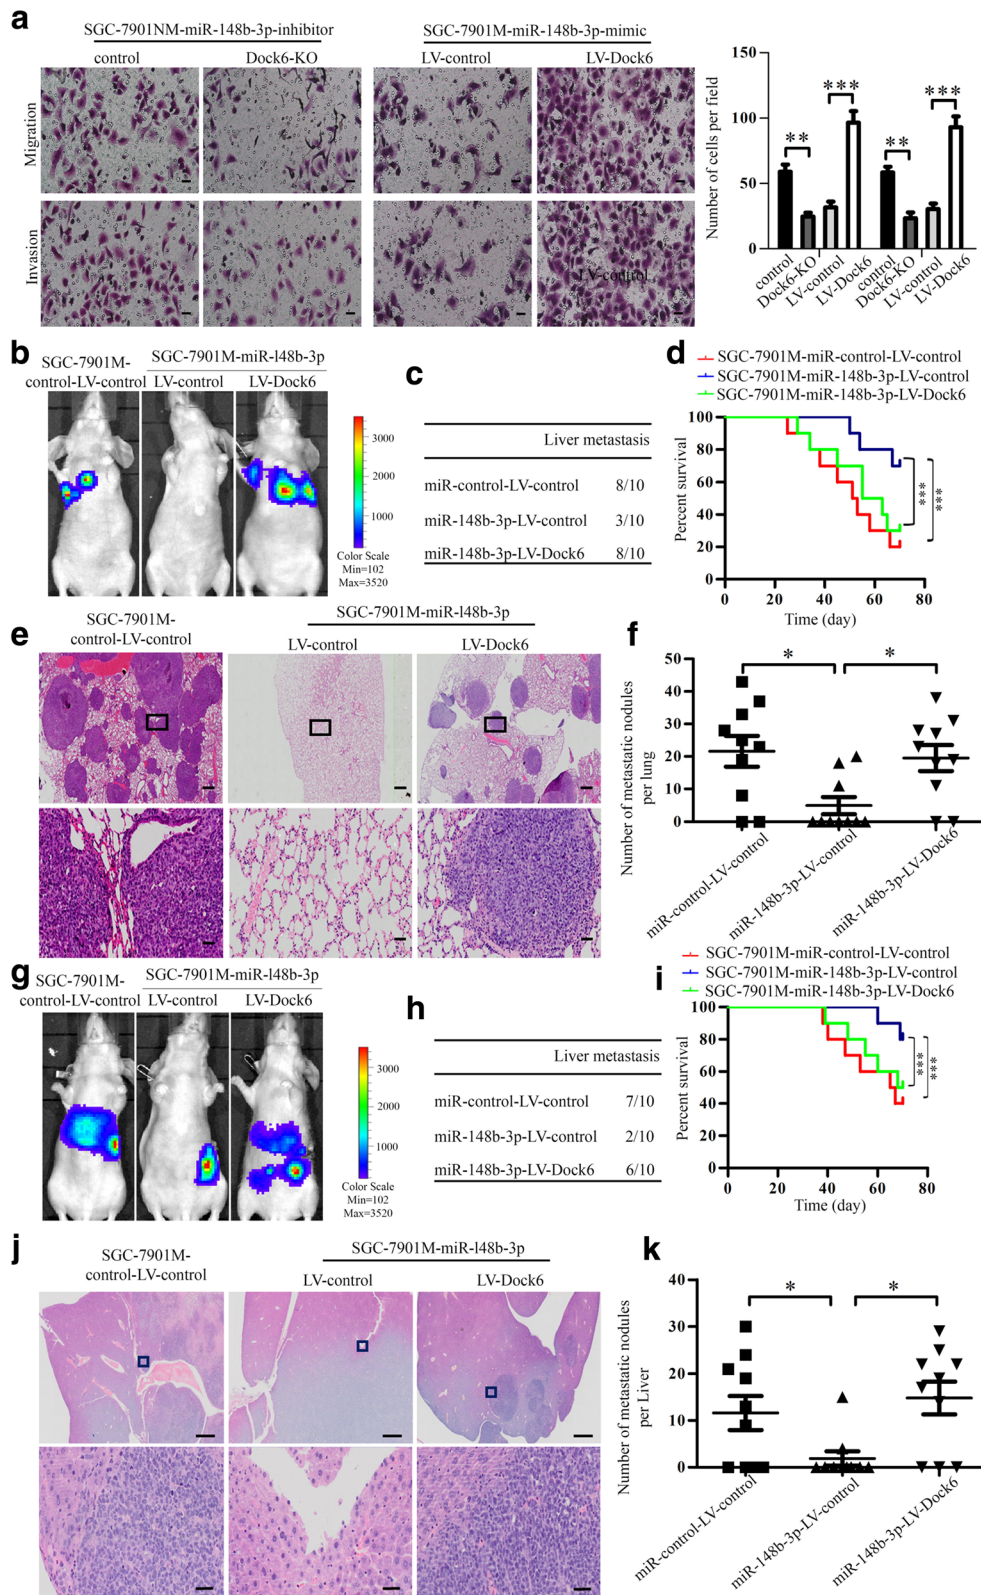 a
SGC-7901NM-miR-148b-3p-inhibitor
SGC-7901M-miR-148b-3p-mimic
control
Dock6-KO
LV-control
LV-Dock6
Migration
Invasion
LV-control
Number of cells per field
150
100
50
0
**
***
**
***
control
Dock6-KO
LV-control
LV-Dock6
control
Dock6-KO
LV-control
LV-Dock6
b
SGC-7901M-
control-LV-control
SGC-7901M-miR-l48b-3p
LV-control
LV-Dock6
3000
2000
1000
Color Scale
Min=102
Max=3520
c
Liver metastasis
miR-control-LV-control 8/10
miR-148b-3p-LV-control 3/10
miR-148b-3p-LV-Dock6 8/10
d
SGC-7901M-miR-control-LV-control
SGC-7901M-miR-148b-3p-LV-control
SGC-7901M-miR-148b-3p-LV-Dock6
Percent survival
100
80
60
40
20
0
0 20 40 60 80
Time (day)
***
***
e
SGC-7901M-
control-LV-control
SGC-7901M-miR-l48b-3p
LV-control
LV-Dock6
f
Number of metastatic nodules
per lung
50
40
30
20
10
0
*
*
miR-control-LV-control
miR-148b-3p-LV-control
miR-148b-3p-LV-Dock6
g
SGC-7901M-
control-LV-control
SGC-7901M-miR-l48b-3p
LV-control
LV-Dock6
3000
2000
1000
Color Scale
Min=102
Max=3520
h
Liver metastasis
miR-control-LV-control 7/10
miR-148b-3p-LV-control 2/10
miR-148b-3p-LV-Dock6 6/10
i
SGC-7901M-miR-control-LV-control
SGC-7901M-miR-148b-3p-LV-control
SGC-7901M-miR-148b-3p-LV-Dock6
Percent survival
100
80
60
40
20
0
0 20 40 60 80
Time (day)
***
***
j
SGC-7901M-
control-LV-control
SGC-7901M-miR-l48b-3p
LV-control
LV-Dock6
k
Number of metastatic nodules
per Liver
40
30
20
10
0
*
*
miR-control-LV-control
miR-148b-3p-LV-control
miR-148b-3p-LV-Dock6